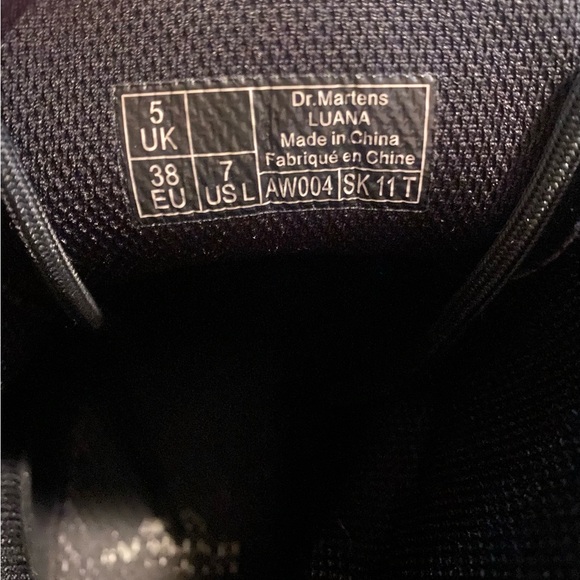 5
UK
38
EU
7
US L
Dr.Martens
LUANA
Made in China
Fabriqué en Chine
AW004 SK 11 T